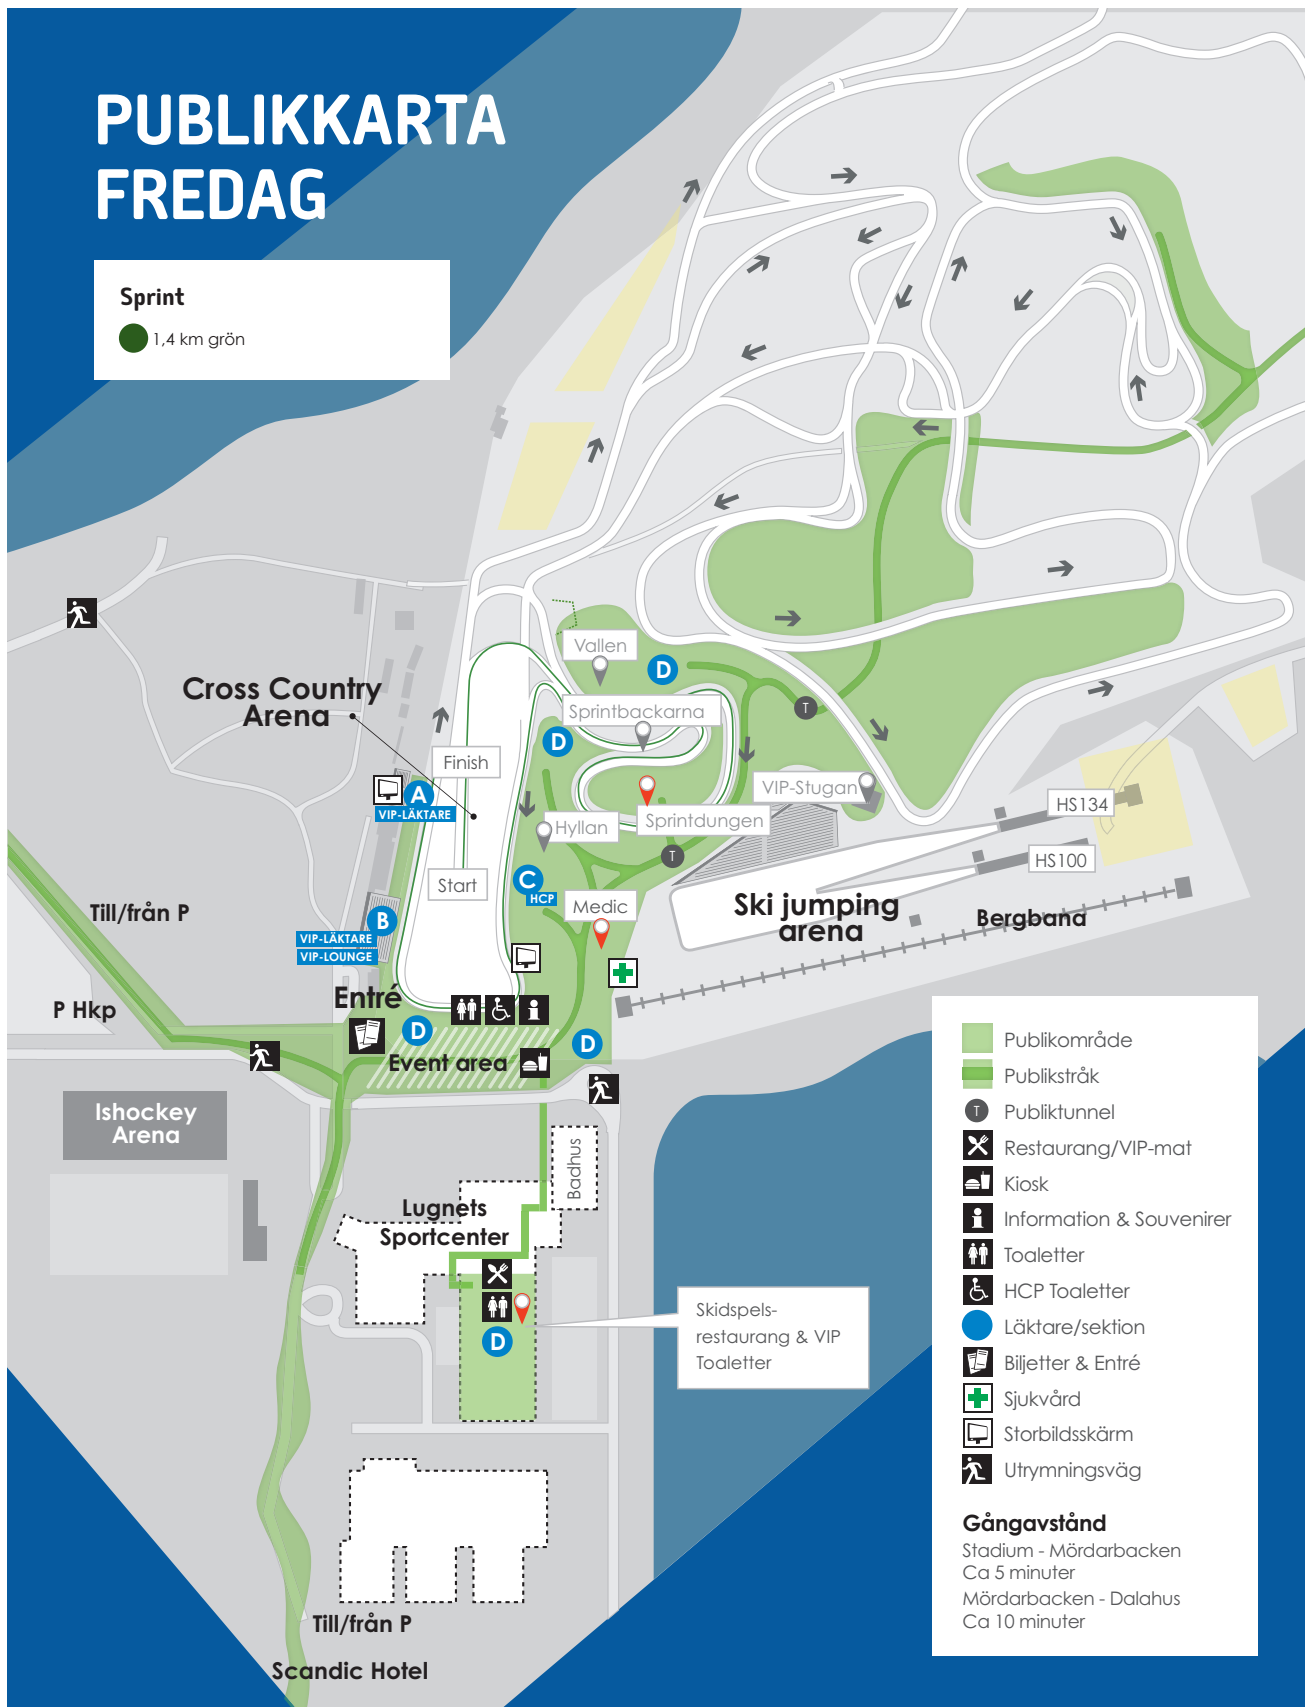 PUBLIKKARTA
FREDAG
Sprint
1,4 km grön
Vallen
D
Cross Country
Arena
Sprintbackarna
T
D
Finish
A
VIP-LÄKTARE
VIP-Stugan
HS134
Sprintdungen
Hyllan
T
HS100
Start
C
HCP
Medic
Ski jumping
arena
Bergbana
Till/från P
B
VIP-LÄKTARE
VIP-LOUNGE
Entré
P Hkp
D
Event area
D
Ishockey
Arena
Badhus
Lugnets
Sportcenter
D
Skidspels-
restaurang & VIP
Toaletter
Till/från P
Scandic Hotel
Publikområde
Publikstråk
T
Publiktunnel
Restaurang/VIP-mat
Kiosk
Information & Souvenirer
Toaletter
HCP Toaletter
Läktare/sektion
Biljetter & Entré
Sjukvård
Storbildsskärm
Utrymningsväg
Gångavstånd
Stadium - Mördarbacken
Ca 5 minuter
Mördarbacken - Dalahus
Ca 10 minuter